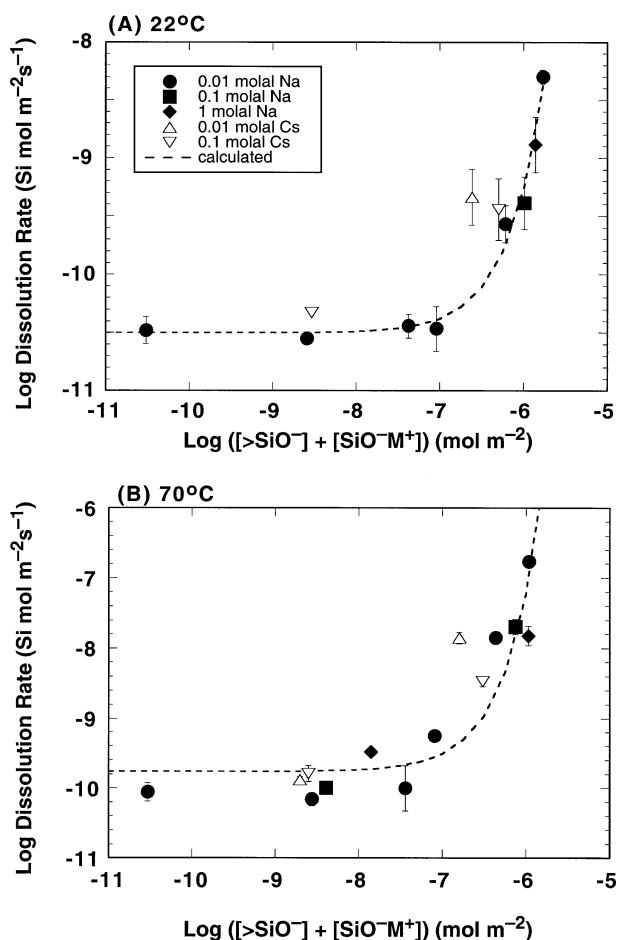 (A) 22°C
Log Dissolution Rate (Si mol m⁻²s⁻¹)
-8
-9
-10
-11
0.01 molal Na
0.1 molal Na
1 molal Na
0.01 molal Cs
0.1 molal Cs
calculated
-11 -10 -9 -8 -7 -6 -5
Log ([>SiO⁻] + [SiO⁻M⁺]) (mol m⁻²)
(B) 70°C
Log Dissolution Rate (Si mol m⁻²s⁻¹)
-6
-7
-8
-9
-10
-11
-11 -10 -9 -8 -7 -6 -5
Log ([>SiO⁻] + [SiO⁻M⁺]) (mol m⁻²)